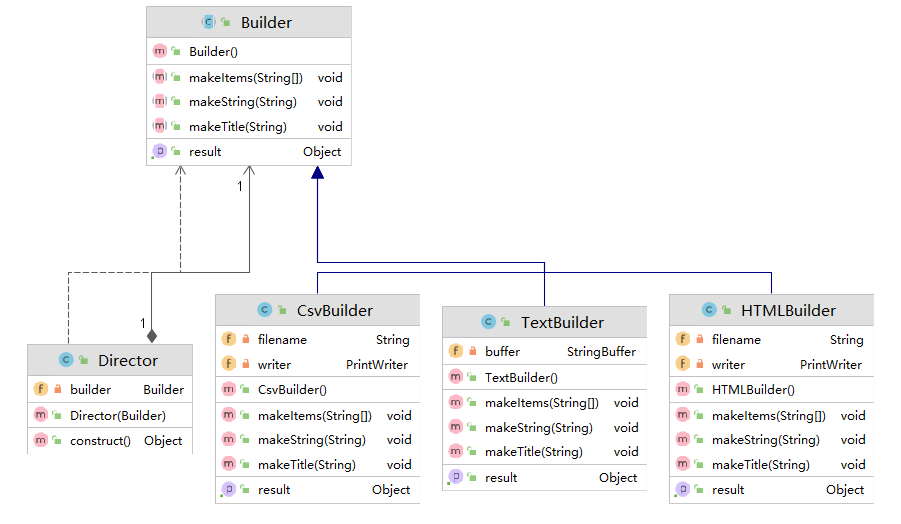 Builder
Builder()
makeItems(String[]) void
makeString(String) void
makeTitle(String) void
result Object
1
1
Director
builder Builder
Director(Builder)
construct() Object
CsvBuilder
filename String
writer PrintWriter
CsvBuilder()
makeItems(String[]) void
makeString(String) void
makeTitle(String) void
result Object
TextBuilder
buffer StringBuffer
TextBuilder()
makeItems(String[]) void
makeString(String) void
makeTitle(String) void
result Object
HTMLBuilder
filename String
writer PrintWriter
HTMLBuilder()
makeItems(String[]) void
makeString(String) void
makeTitle(String) void
result Object